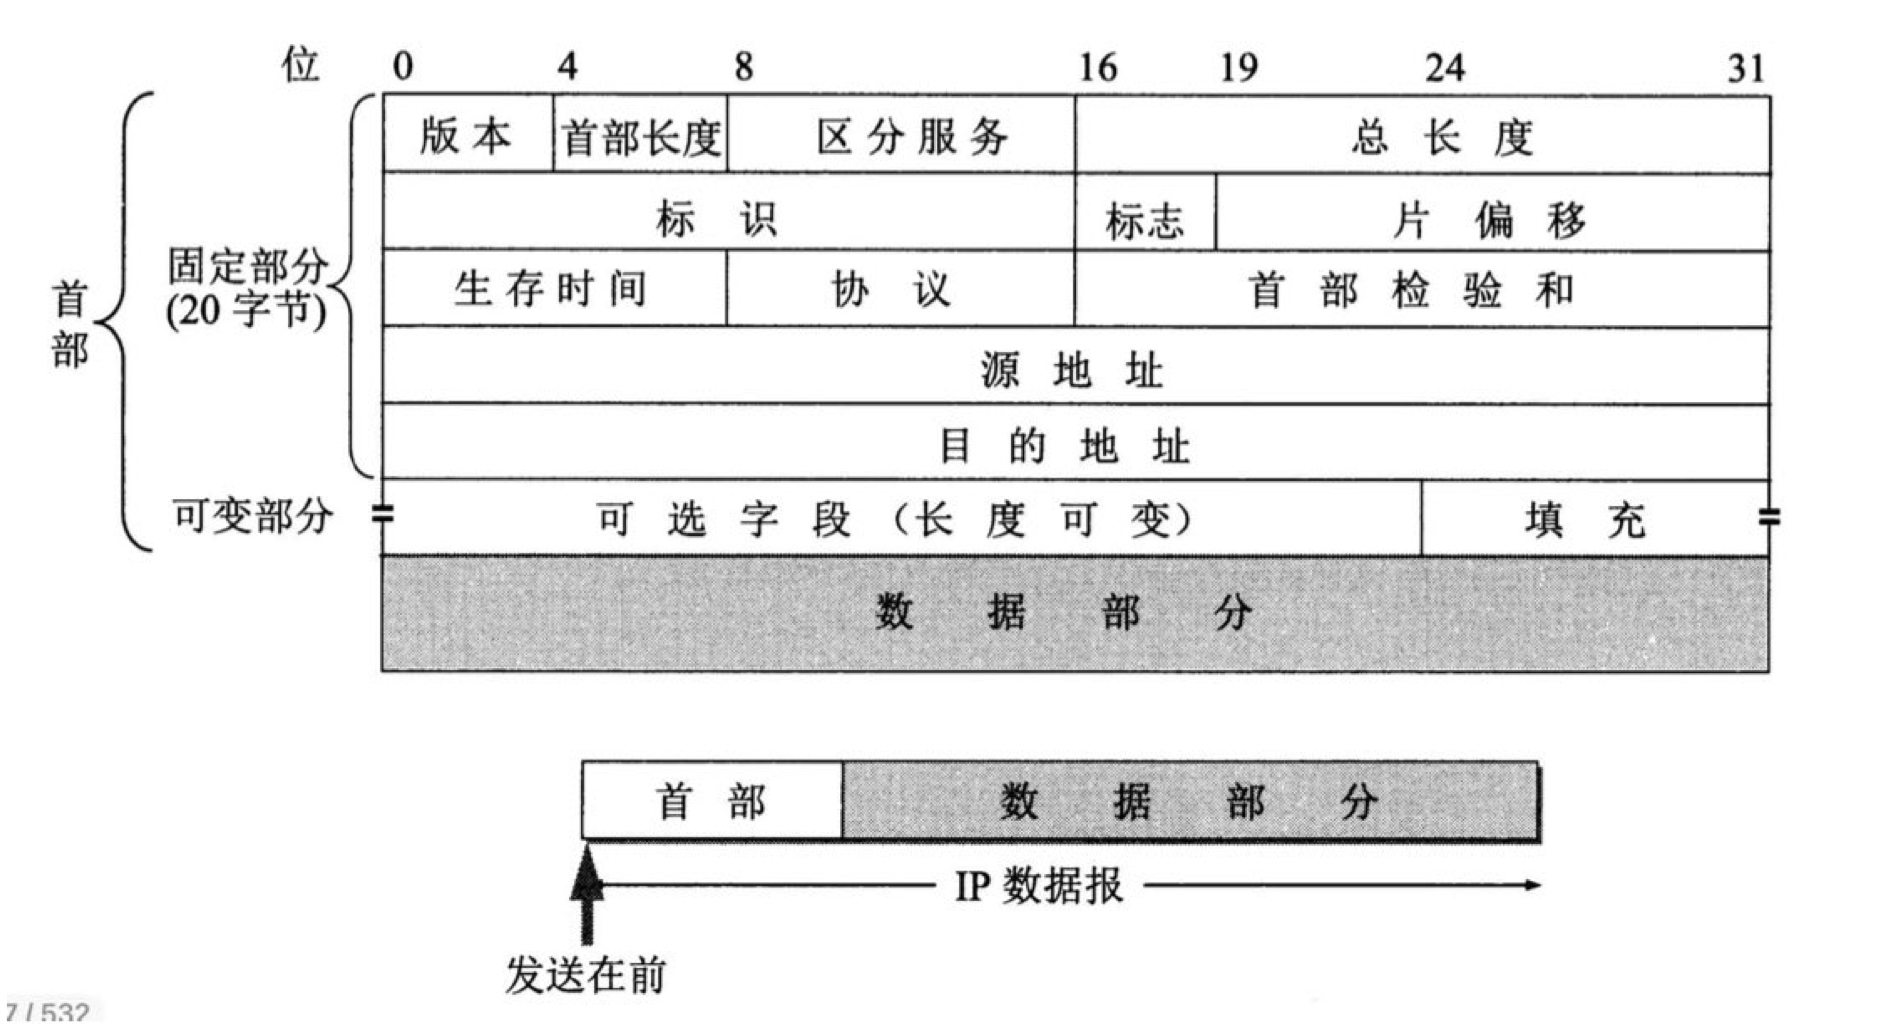 位 0 4 8 16 19 24 31
版本 首部长度 区分服务 总长度
标识 标志 片偏移
固定部分
(20 字节)
生存时间 协议 首部检验和
首部
源地址
目的地址
可变部分 可选字段（长度可变） 填充
数据部分
首部 数据部分
IP 数据报
发送在前
7 / 532